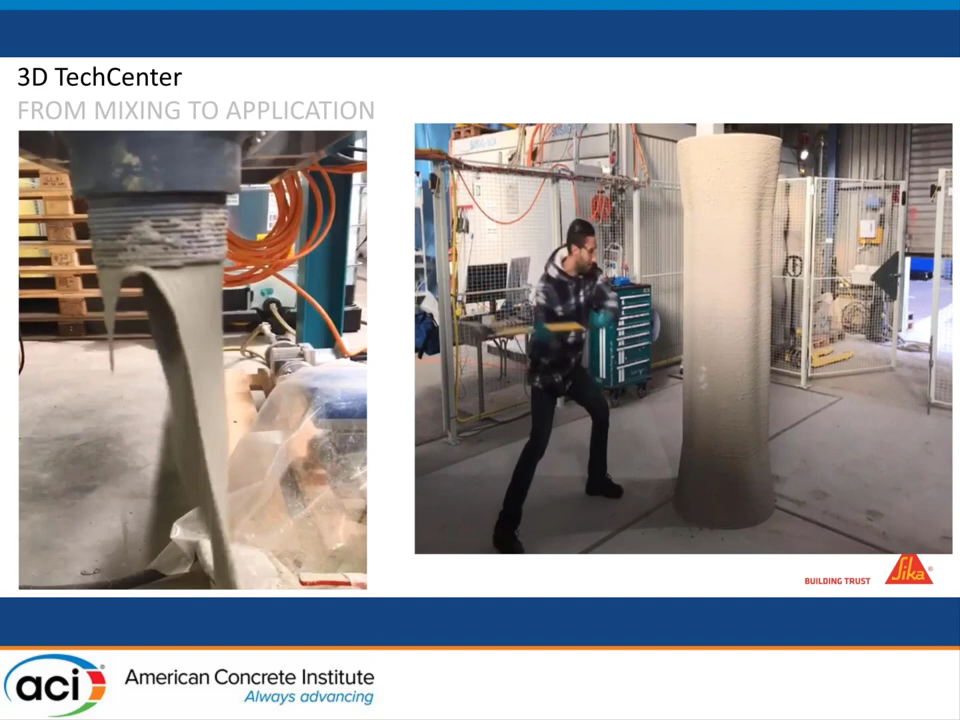 3D TechCenter
FROM MIXING TO APPLICATION
BUILDING TRUST
Sika®
aci®
American Concrete Institute
Always advancing